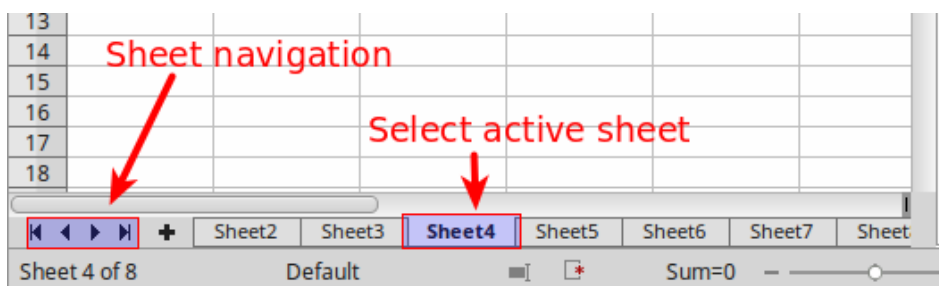 13
14
Sheet navigation
15
16
17
Select active sheet
18
Sheet2 Sheet3 Sheet4 Sheet5 Sheet6 Sheet7 Sheet
Sheet 4 of 8 Default Sum=0